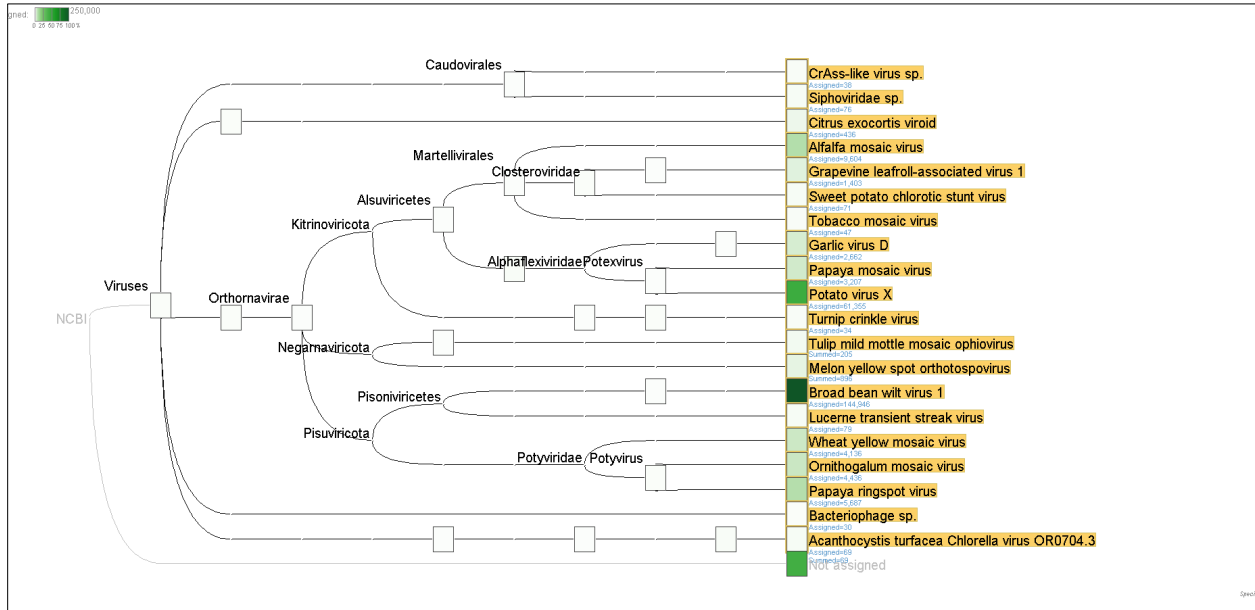 gned:
250,000
0 25 50 75 100%
Caudovirales
CrAss-like virus sp.
Assigned=38
Siphoviridae sp.
Assigned=76
Citrus exocortis viroid
Assigned=436
Alfalfa mosaic virus
Assigned=9,604
Martellivirales
Closteroviridae
Grapevine leafroll-associated virus 1
Assigned=1,403
Sweet potato chlorotic stunt virus
Assigned=71
Alsuviricetes
Tobacco mosaic virus
Assigned=47
Kitrinoviricota
Garlic virus D
Assigned=2,662
Alphaflexiviridae
Potexvirus
Papaya mosaic virus
Assigned=3,207
Viruses
Orthornavirae
Potato virus X
Assigned=61,355
NCBI
Turnip crinkle virus
Assigned=34
Negarnaviricota
Tulip mild mottle mosaic ophiovirus
Summed=205
Melon yellow spot orthotospovirus
Summed=896
Pisoniviricetes
Broad bean wilt virus 1
Assigned=144,946
Lucerne transient streak virus
Assigned=79
Pisuviricota
Wheat yellow mosaic virus
Assigned=4,136
Potyviridae
Potyvirus
Ornithogalum mosaic virus
Assigned=4,436
Papaya ringspot virus
Assigned=5,687
Bacteriophage sp.
Assigned=30
Acanthocystis turfacea Chlorella virus OR0704.3
Assigned=69
Summed=69
Not assigned
Speci